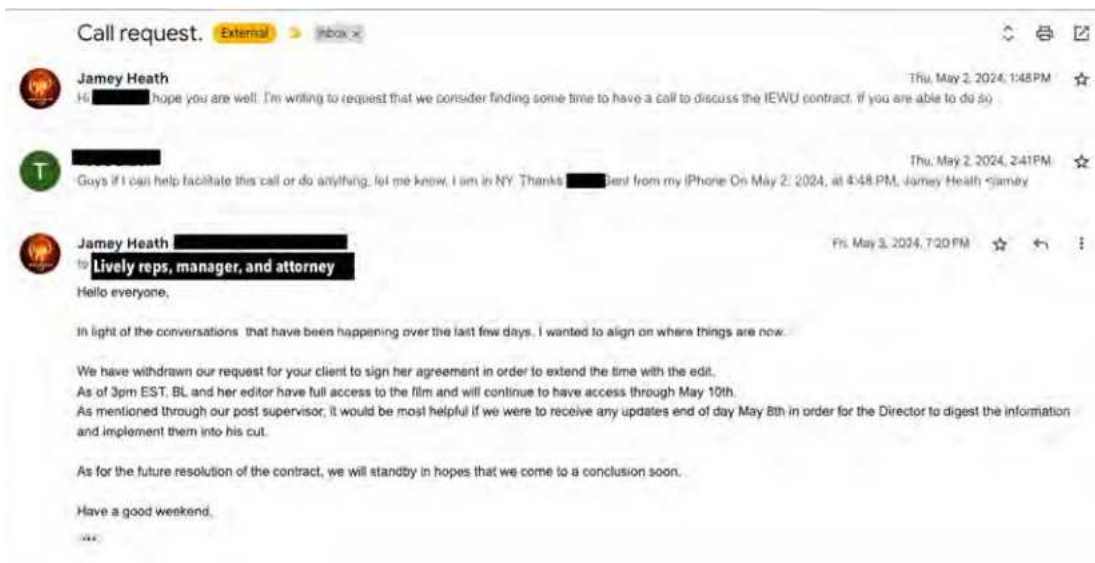 Call request. External Inbox x
Jamey Heath Thu, May 2, 2024, 1:48 PM
Hi hope you are well. I'm writing to request that we consider finding some time to have a call to discuss the IEWU contract. If you are able to do so
T Thu, May 2, 2024, 2:41 PM
Guys if I can help facilitate this call or do anything, let me know. I am in NY. Thanks Sent from my iPhone On May 2, 2024, at 4:48 PM, Jamey Heath <jamey
Jamey Heath Fri, May 3, 2024, 7:20 PM
to Lively reps, manager, and attorney
Hello everyone,
In light of the conversations that have been happening over the last few days, I wanted to align on where things are now.
We have withdrawn our request for your client to sign her agreement in order to extend the time with the edit.
As of 3pm EST, BL and her editor have full access to the film and will continue to have access through May 10th.
As mentioned through our post supervisor, it would be most helpful if we were to receive any updates end of day May 8th in order for the Director to digest the information
and implement them into his cut.
As for the future resolution of the contract, we will standby in hopes that we come to a conclusion soon.
Have a good weekend,